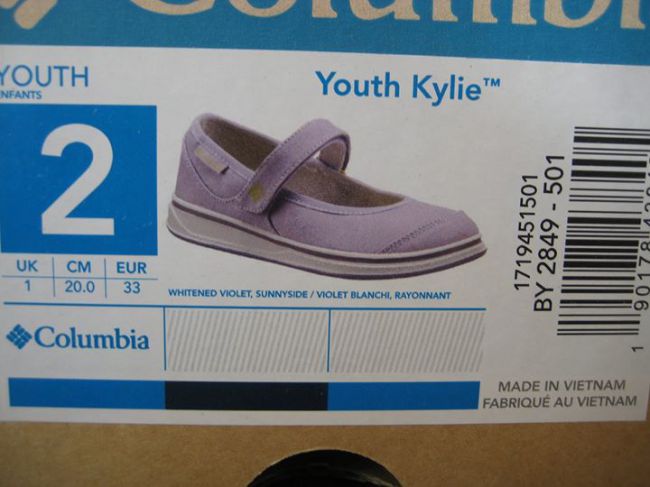 Columbia
YOUTH
ENFANTS
Youth Kylie™
2
UK CM EUR
1 20.0 33
WHITENED VIOLET, SUNNYSIDE / VIOLET BLANCHI, RAYONNANT
1719451501
BY 2849 - 501
Columbia
MADE IN VIETNAM
FABRIQUÉ AU VIETNAM